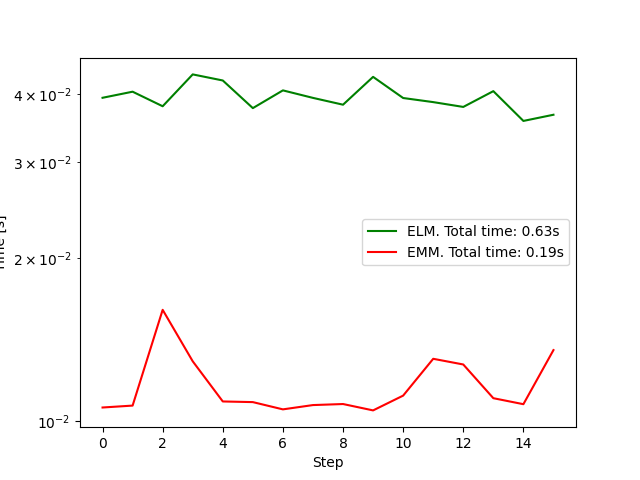 4 × 10⁻²
3 × 10⁻²
2 × 10⁻²
10⁻²
Time [s]
ELM. Total time: 0.63s
EMM. Total time: 0.19s
0 2 4 6 8 10 12 14
Step